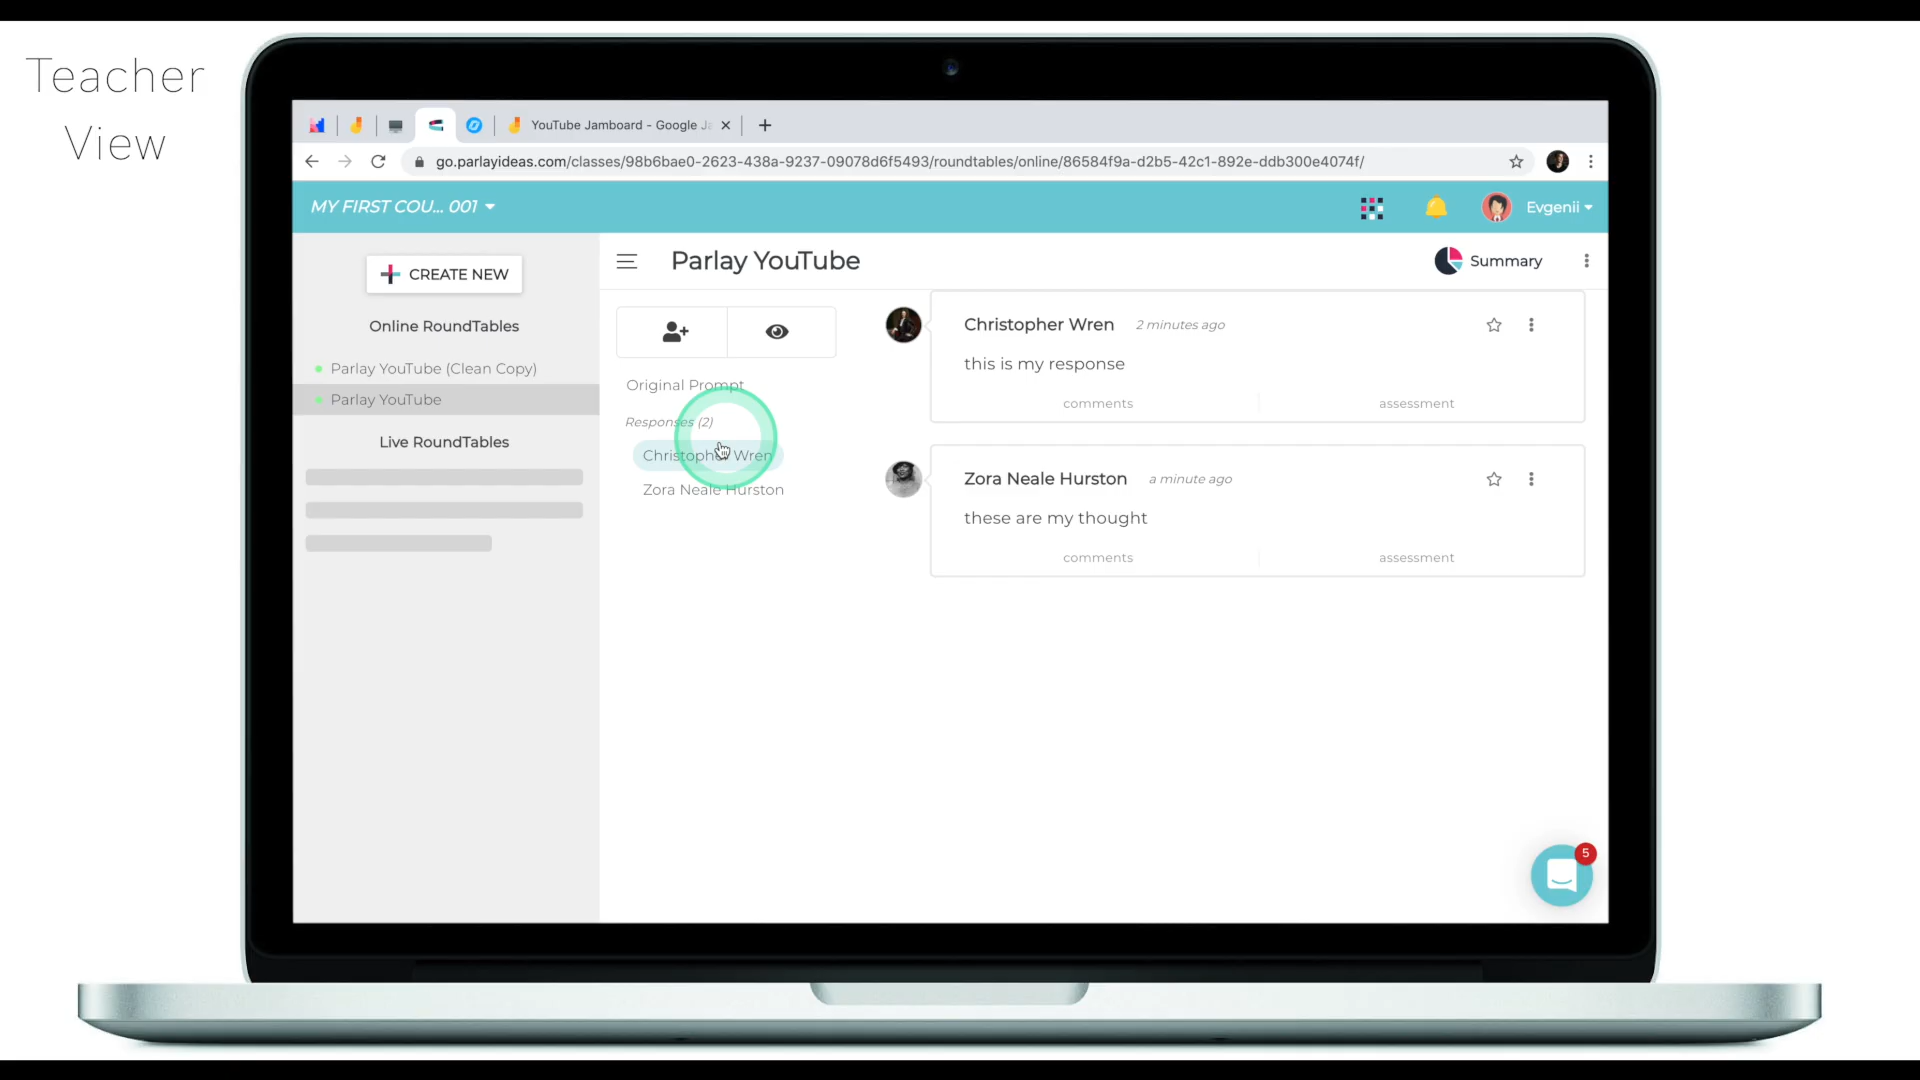 Teacher
View
YouTube Jamboard - Google Ja
go.parlayideas.com/classes/98b6bae0-2623-438a-9237-09078d6f5493/roundtables/online/86584f9a-d2b5-42c1-892e-ddb300e4074f/
MY FIRST COU... 001
Evgenii
CREATE NEW
Online RoundTables
Parlay YouTube (Clean Copy)
Parlay YouTube
Live RoundTables
Parlay YouTube
Summary
Original Prompt
Responses (2)
Christopher Wren
Zora Neale Hurston
Christopher Wren 2 minutes ago
this is my response
comments assessment
Zora Neale Hurston a minute ago
these are my thought
comments assessment
5